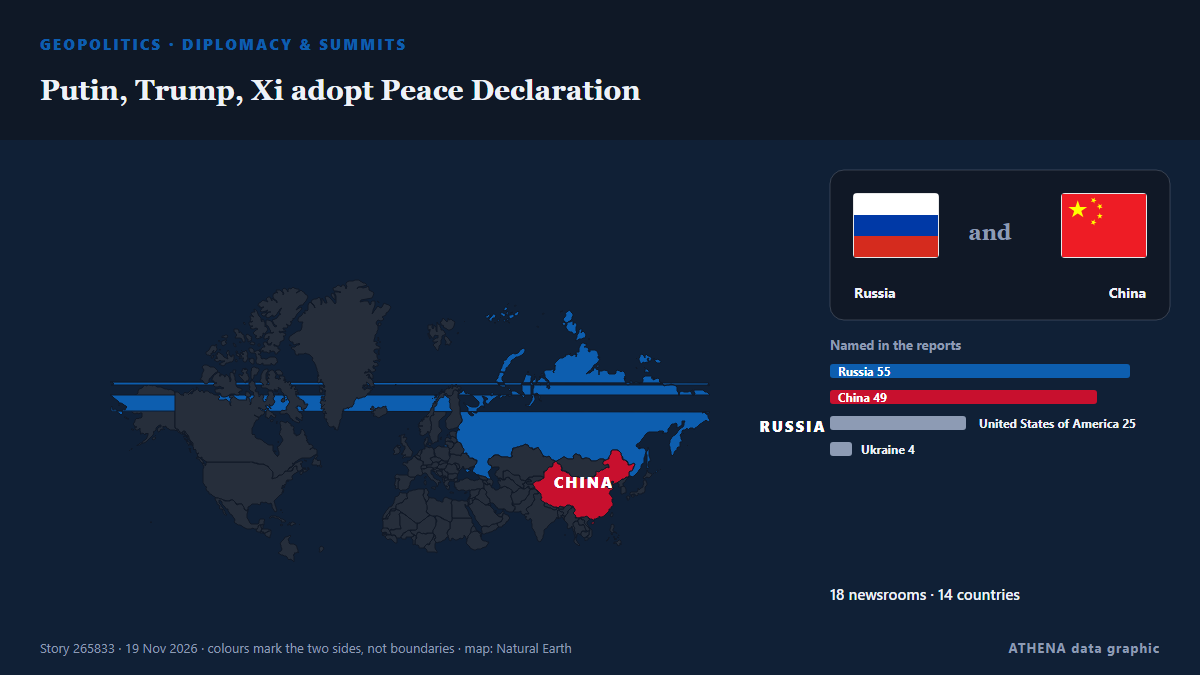 GEOPOLITICS · DIPLOMACY & SUMMITS
Putin, Trump, Xi adopt Peace Declaration
and
Russia
China
Named in the reports
Russia 55
China 49
United States of America 25
Ukraine 4
RUSSIA
CHINA
18 newsrooms · 14 countries
Story 265833 · 19 Nov 2026 · colours mark the two sides, not boundaries · map: Natural Earth
ATHENA data graphic